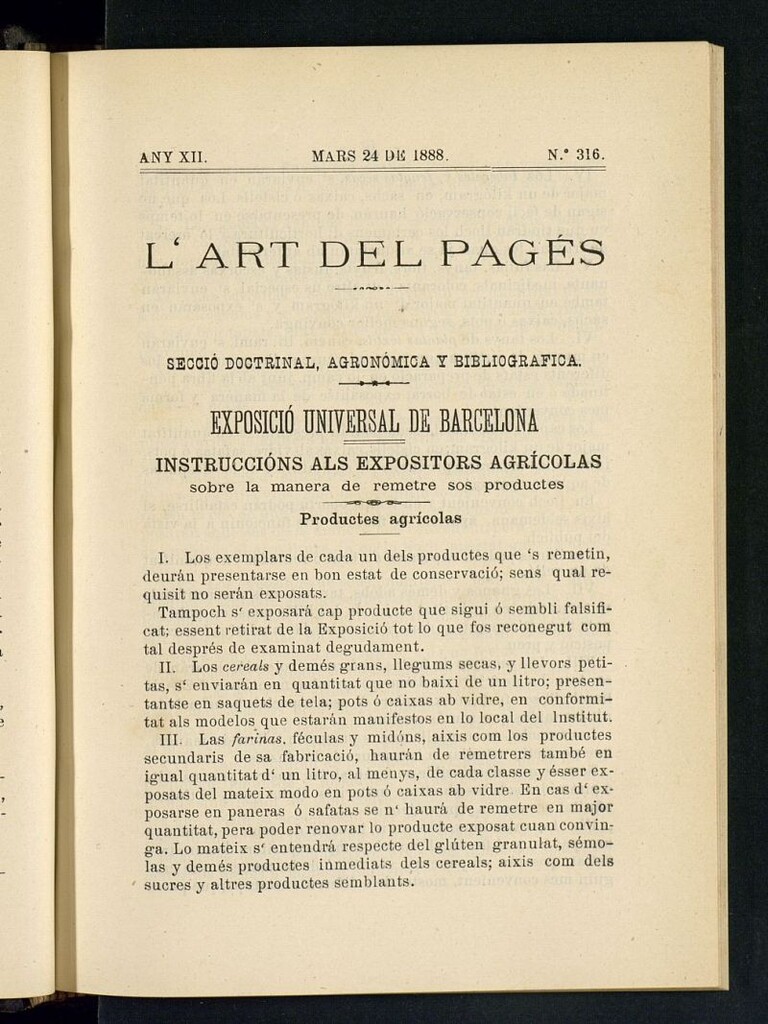 ANY XII. MARS 24 DE 1888. N.º 316.
L' ART DEL PAGÉS
SECCIÓ DOCTRINAL, AGRONÓMICA Y BIBLIOGRAFICA.
EXPOSICIÓ UNIVERSAL DE BARCELONA
INSTRUCCIÓNS ALS EXPOSITORS AGRÍCOLAS
sobre la manera de remetre sos productes
Productes agrícolas
I. Los exemplars de cada un dels productes que 's remetin,
deurán presentarse en bon estat de conservació; sens qual re-
quisit no serán exposats.
Tampoch s' exposará cap producte que sigui ó sembli falsifi-
cat; essent retirat de la Exposició tot lo que fos reconegut com
tal després de examinat degudament.
II. Los cereals y demés grans, llegums secas, y llevors peti-
tas, s' enviarán en quantitat que no baixi de un litro; presen-
tantse en saquets de tela; pots ó caixas ab vidre, en conformi-
tat als modelos que estarán manifestos en lo local del Institut.
III. Las farinas, féculas y midóns, aixis com los productes
secundaris de sa fabricació, haurán de remetrers també en
igual quantitat d' un litro, al menys, de cada classe y ésser ex-
posats del mateix modo en pots ó caixas ab vidre. En cas d' ex-
posarse en paneras ó safatas se n' haurá de remetre en major
quantitat, pera poder renovar lo producte exposat cuan convin-
ga. Lo mateix s' entendrá respecte del glúten granulat, sémo-
las y demés productes inmediats dels cereals; aixis com dels
sucres y altres productes semblants.